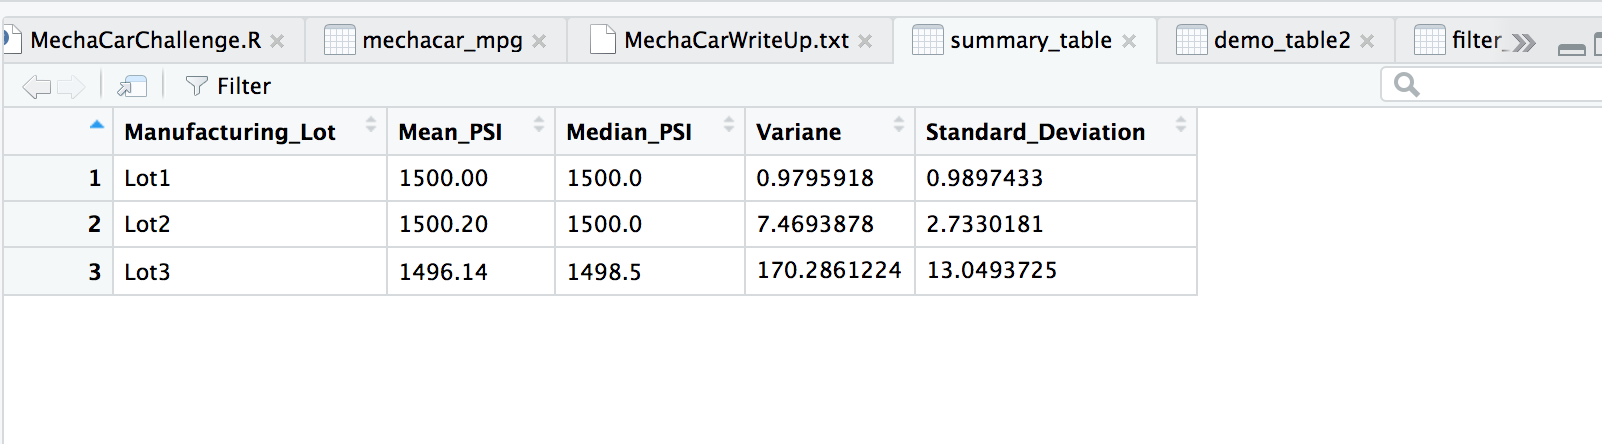 MechaCarChallenge.R mechacar_mpg MechaCarWriteUp.txt summary_table demo_table2 filter_
Filter
Manufacturing_Lot Mean_PSI Median_PSI Variane Standard_Deviation
1 Lot1 1500.00 1500.0 0.9795918 0.9897433
2 Lot2 1500.20 1500.0 7.4693878 2.7330181
3 Lot3 1496.14 1498.5 170.2861224 13.0493725